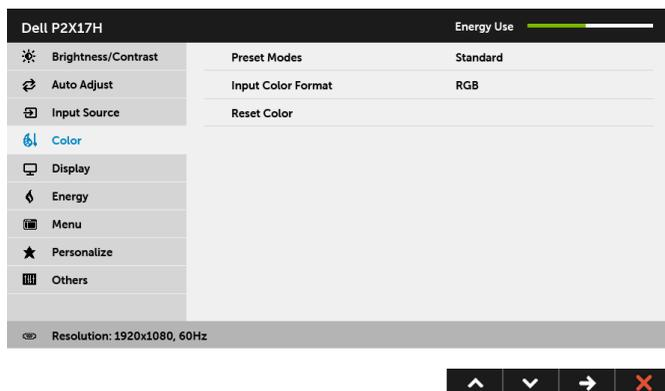 Dell P2X17H Energy Use
Brightness/Contrast Preset Modes Standard
Auto Adjust Input Color Format RGB
Input Source Reset Color
Color
Display
Energy
Menu
Personalize
Others
Resolution: 1920x1080, 60Hz